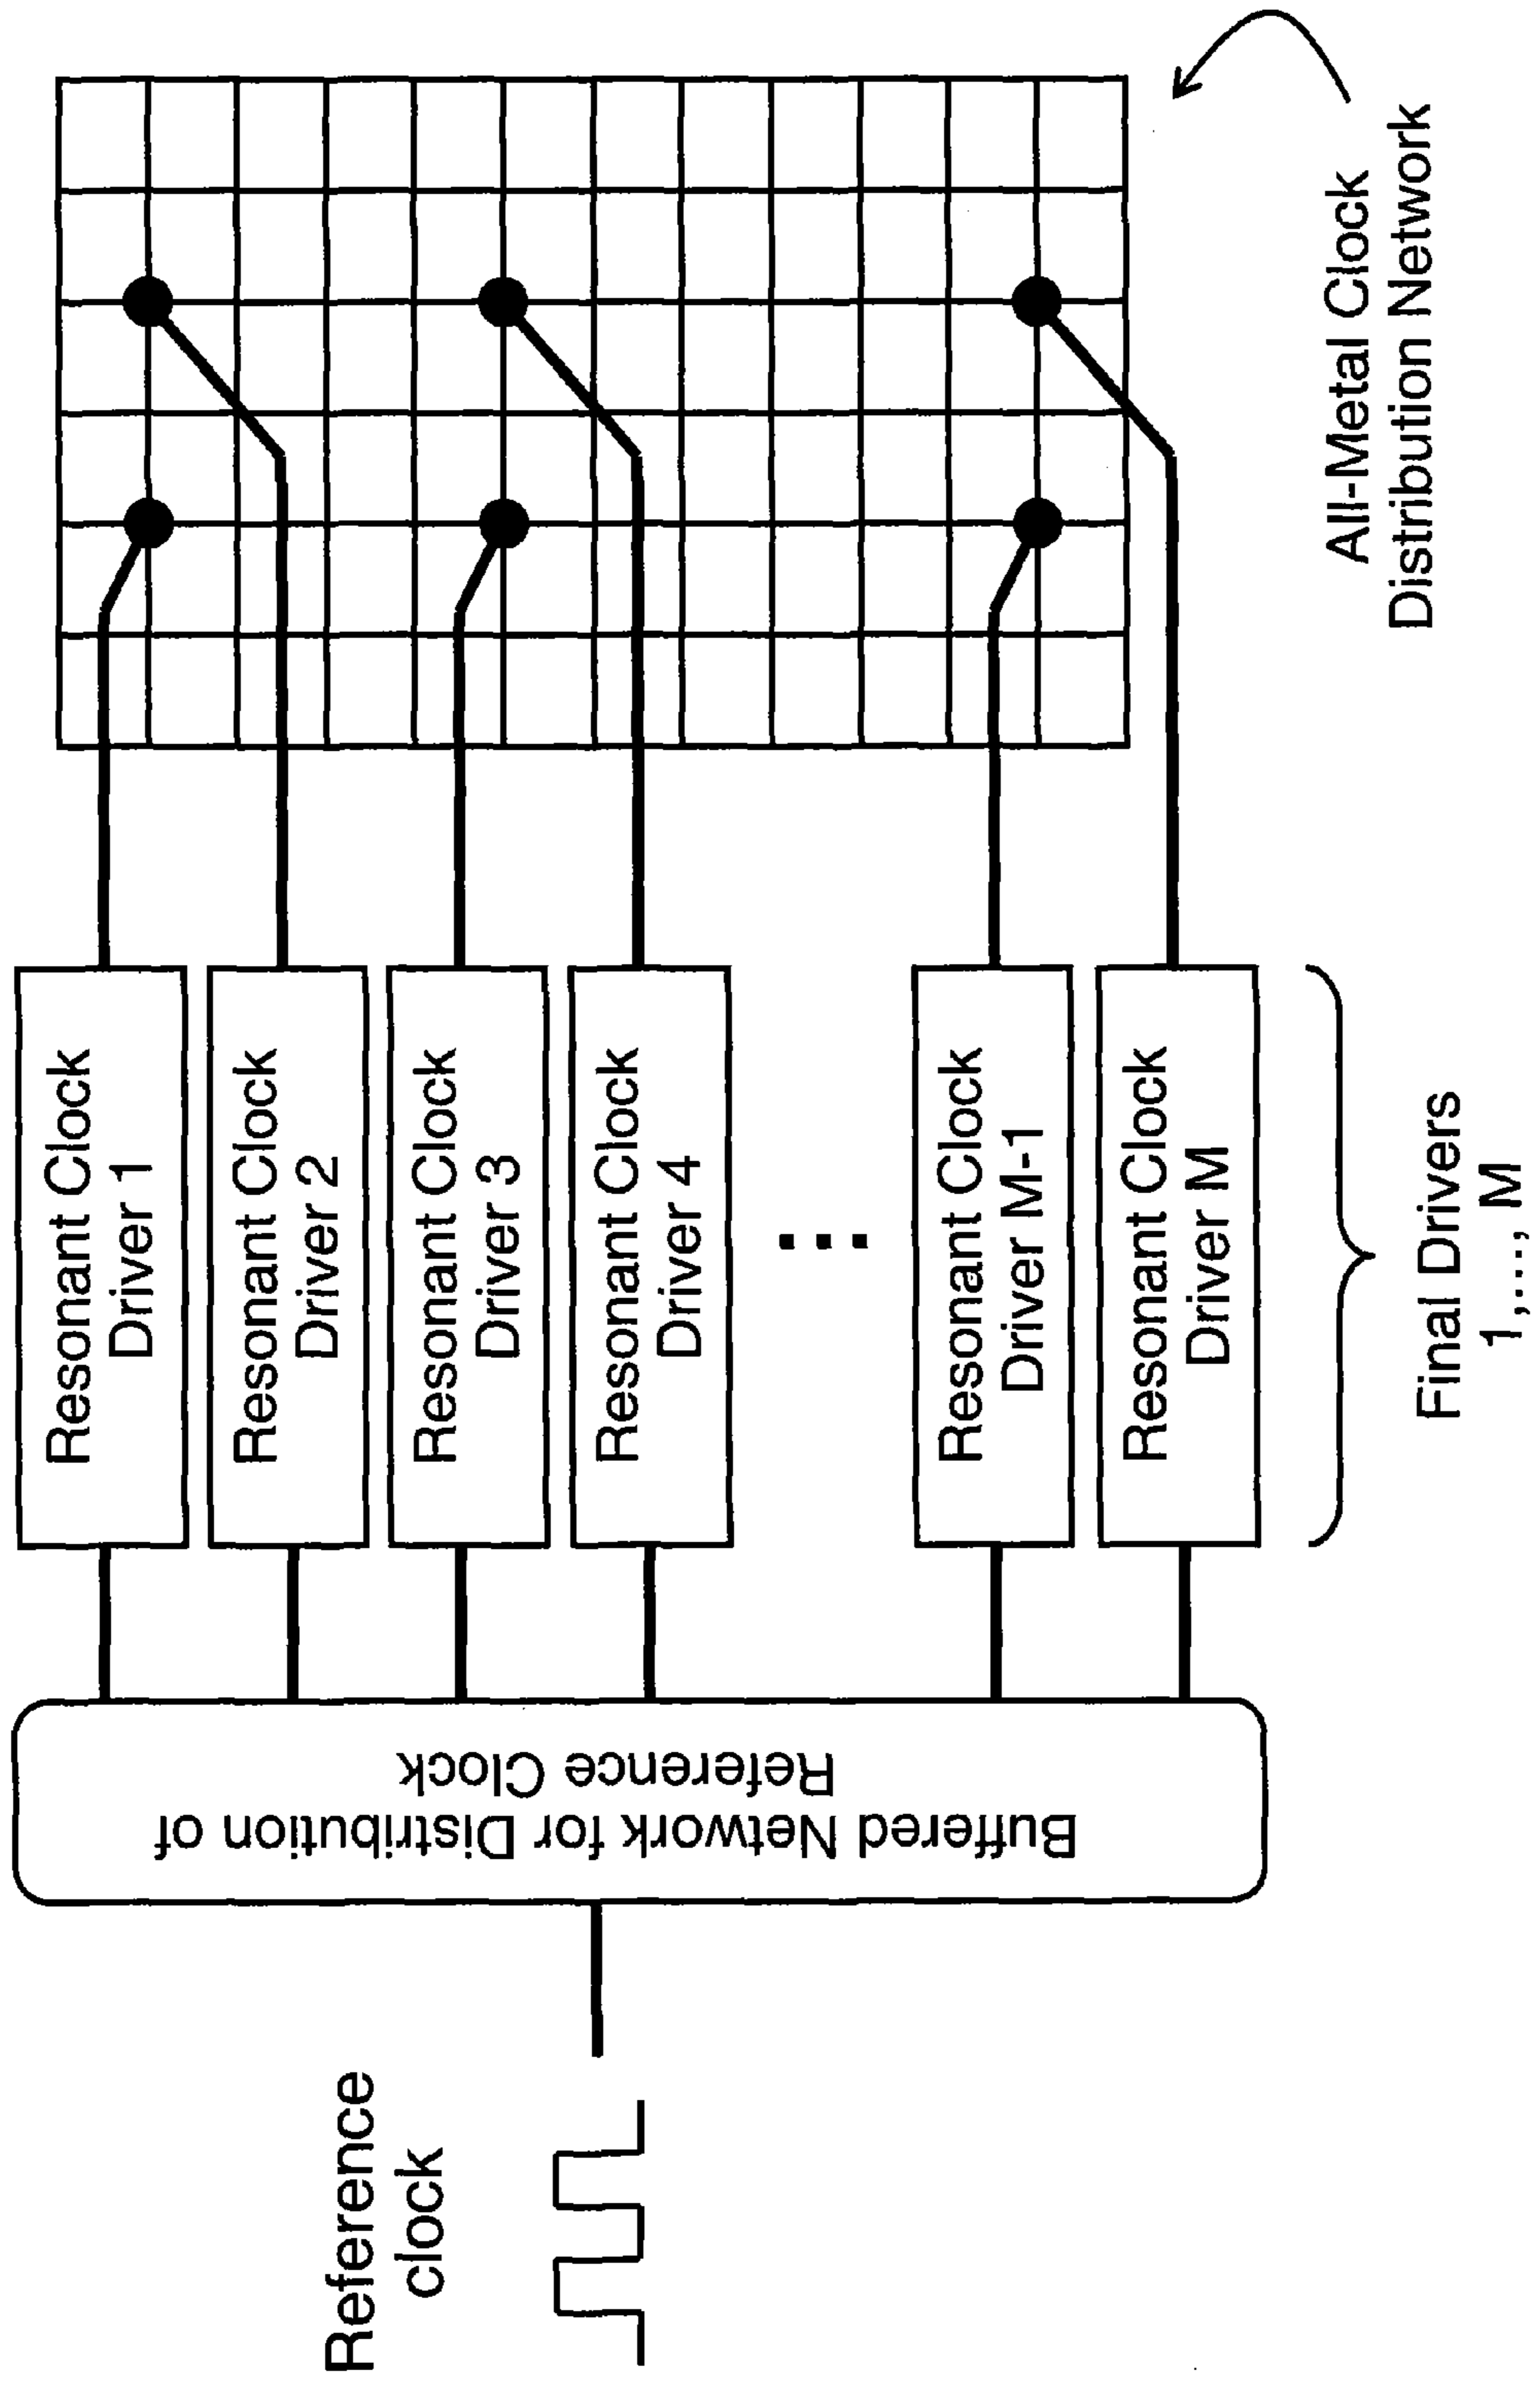 Reference
clock
Buffered Network for Distribution of
Reference Clock
Resonant Clock
Driver 1
Resonant Clock
Driver 2
Resonant Clock
Driver 3
Resonant Clock
Driver 4
Resonant Clock
Driver M-1
Resonant Clock
Driver M
Final Drivers
1,..., M
All-Metal Clock
Distribution Network